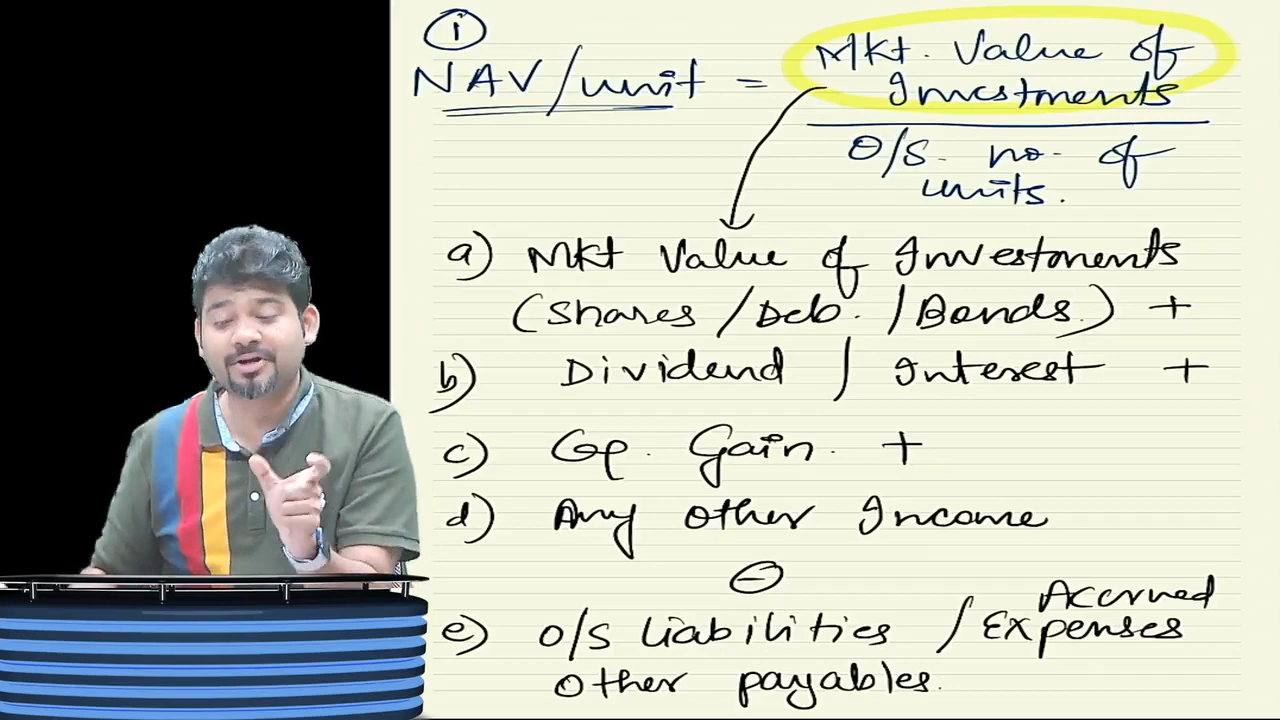 i
NAV/unit = Mkt. Value of
Investments
O/S. no. of
units.
a) Mkt Value of Investments
(Shares /Deb. /Bonds.) +
b) Dividend / Interest +
c) Cap. Gain. +
d) Any other Income
-
e) O/S liabilities / Accrued
Expenses
other payables.